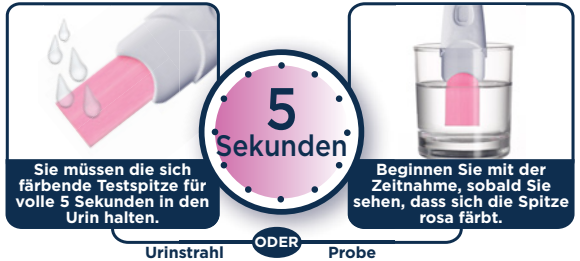 5
Sekunden
Sie müssen die sich
färbende Testspitze für
volle 5 Sekunden in den
Urin halten.
Beginnen Sie mit der
Zeitnahme, sobald Sie
sehen, dass sich die Spitze
rosa färbt.
Urinstrahl
ODER
Probe